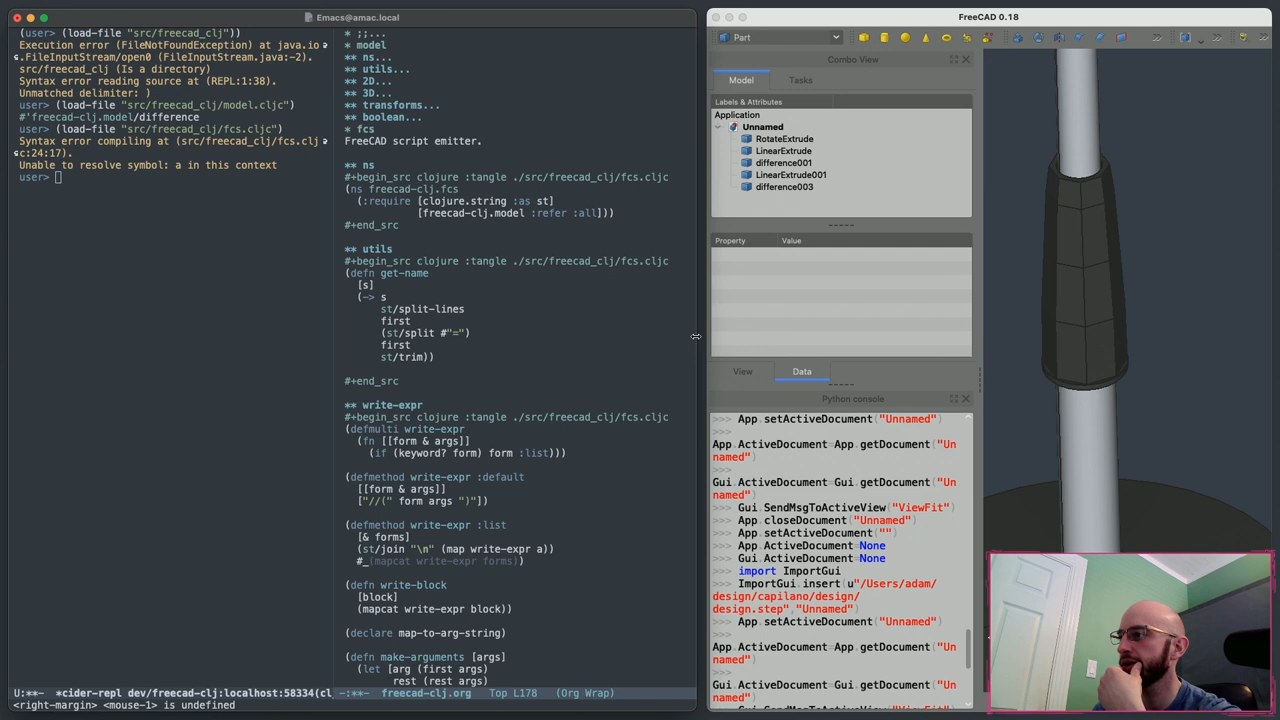 Emacs@amac.local
(user> (load-file "src/freecad_clj"))
Execution error (FileNotFoundException) at java.io
.FileInputStream/open0 (FileInputStream.java:-2).
src/freecad_clj (Is a directory)
Syntax error reading source at (REPL:1:38).
Unmatched delimiter: )
user> (load-file "src/freecad_clj/model.cljc")
#'freecad-clj.model/difference
user> (load-file "src/freecad_clj/fcs.cljc")
Syntax error compiling at (src/freecad_clj/fcs.clj
c:24:17).
Unable to resolve symbol: a in this context
user>
U:**- *cider-repl dev/freecad-clj:localhost:58334(cl
* ;;...
* model
** ns...
** utils...
** 2D...
** 3D...
** transforms...
** boolean...
* fcs
FreeCAD script emitter.
** ns
#+begin_src clojure :tangle ./src/freecad_clj/fcs.cljc
(ns freecad-clj.fcs
(:require [clojure.string :as st]
[freecad-clj.model :refer :all]))
#+end_src
** utils
#+begin_src clojure :tangle ./src/freecad_clj/fcs.cljc
(defn get-name
[s]
(-> s
st/split-lines
first
(st/split #"=")
first
st/trim))
#+end_src
** write-expr
#+begin_src clojure :tangle ./src/freecad_clj/fcs.cljc
(defmulti write-expr
(fn [[form & args]]
(if (keyword? form) form :list)))
(defmethod write-expr :default
[[form & args]]
["//(" form args ")"])
(defmethod write-expr :list
[& forms]
(st/join "\n" (map write-expr a))
#_(mapcat write-expr forms))
(defn write-block
[block]
(mapcat write-expr block))
(declare map-to-arg-string)
(defn make-arguments [args]
(let [arg (first args)
rest (rest args)
-:**- freecad-clj.org Top L178 (Org Wrap)
<right-margin> <mouse-1> is undefined
FreeCAD 0.18
Part
Combo View
Model
Tasks
Labels & Attributes
Application
Unnamed
RotateExtrude
LinearExtrude
difference001
LinearExtrude001
difference003
Property Value
View
Data
Python console
>>> App.setActiveDocument("Unnamed")
>>>
App.ActiveDocument=App.getDocument("Un
named")
>>>
Gui.ActiveDocument=Gui.getDocument("Un
named")
>>> Gui.SendMsgToActiveView("ViewFit")
>>> App.closeDocument("Unnamed")
>>> App.setActiveDocument("")
>>> App.ActiveDocument=None
>>> Gui.ActiveDocument=None
>>> import ImportGui
>>> ImportGui.insert(u"/Users/adam/
design/capilano/design/
design.step","Unnamed")
>>> App.setActiveDocument("Unnamed")
>>>
App.ActiveDocument=App.getDocument("Un
named")
>>>
Gui.ActiveDocument=Gui.getDocument("Un
named")
>>> Gui.SendMsgToActiveView("ViewFit")